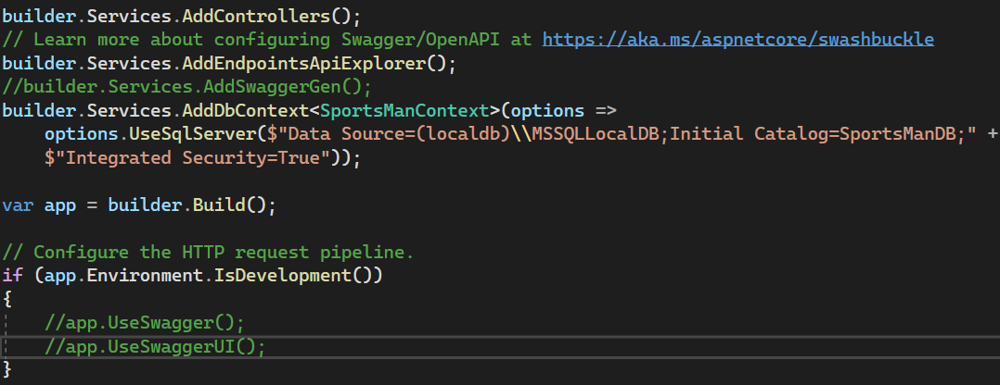 builder.Services.AddControllers();
// Learn more about configuring Swagger/OpenAPI at https://aka.ms/aspnetcore/swashbuckle
builder.Services.AddEndpointsApiExplorer();
//builder.Services.AddSwaggerGen();
builder.Services.AddDbContext<SportsManContext>(options =>
    options.UseSqlServer($"Data Source=(localdb)\\MSSQLLocalDB;Initial Catalog=SportsManDB;" +
    $"Integrated Security=True"));

var app = builder.Build();

// Configure the HTTP request pipeline.
if (app.Environment.IsDevelopment())
{
    //app.UseSwagger();
    //app.UseSwaggerUI();
}